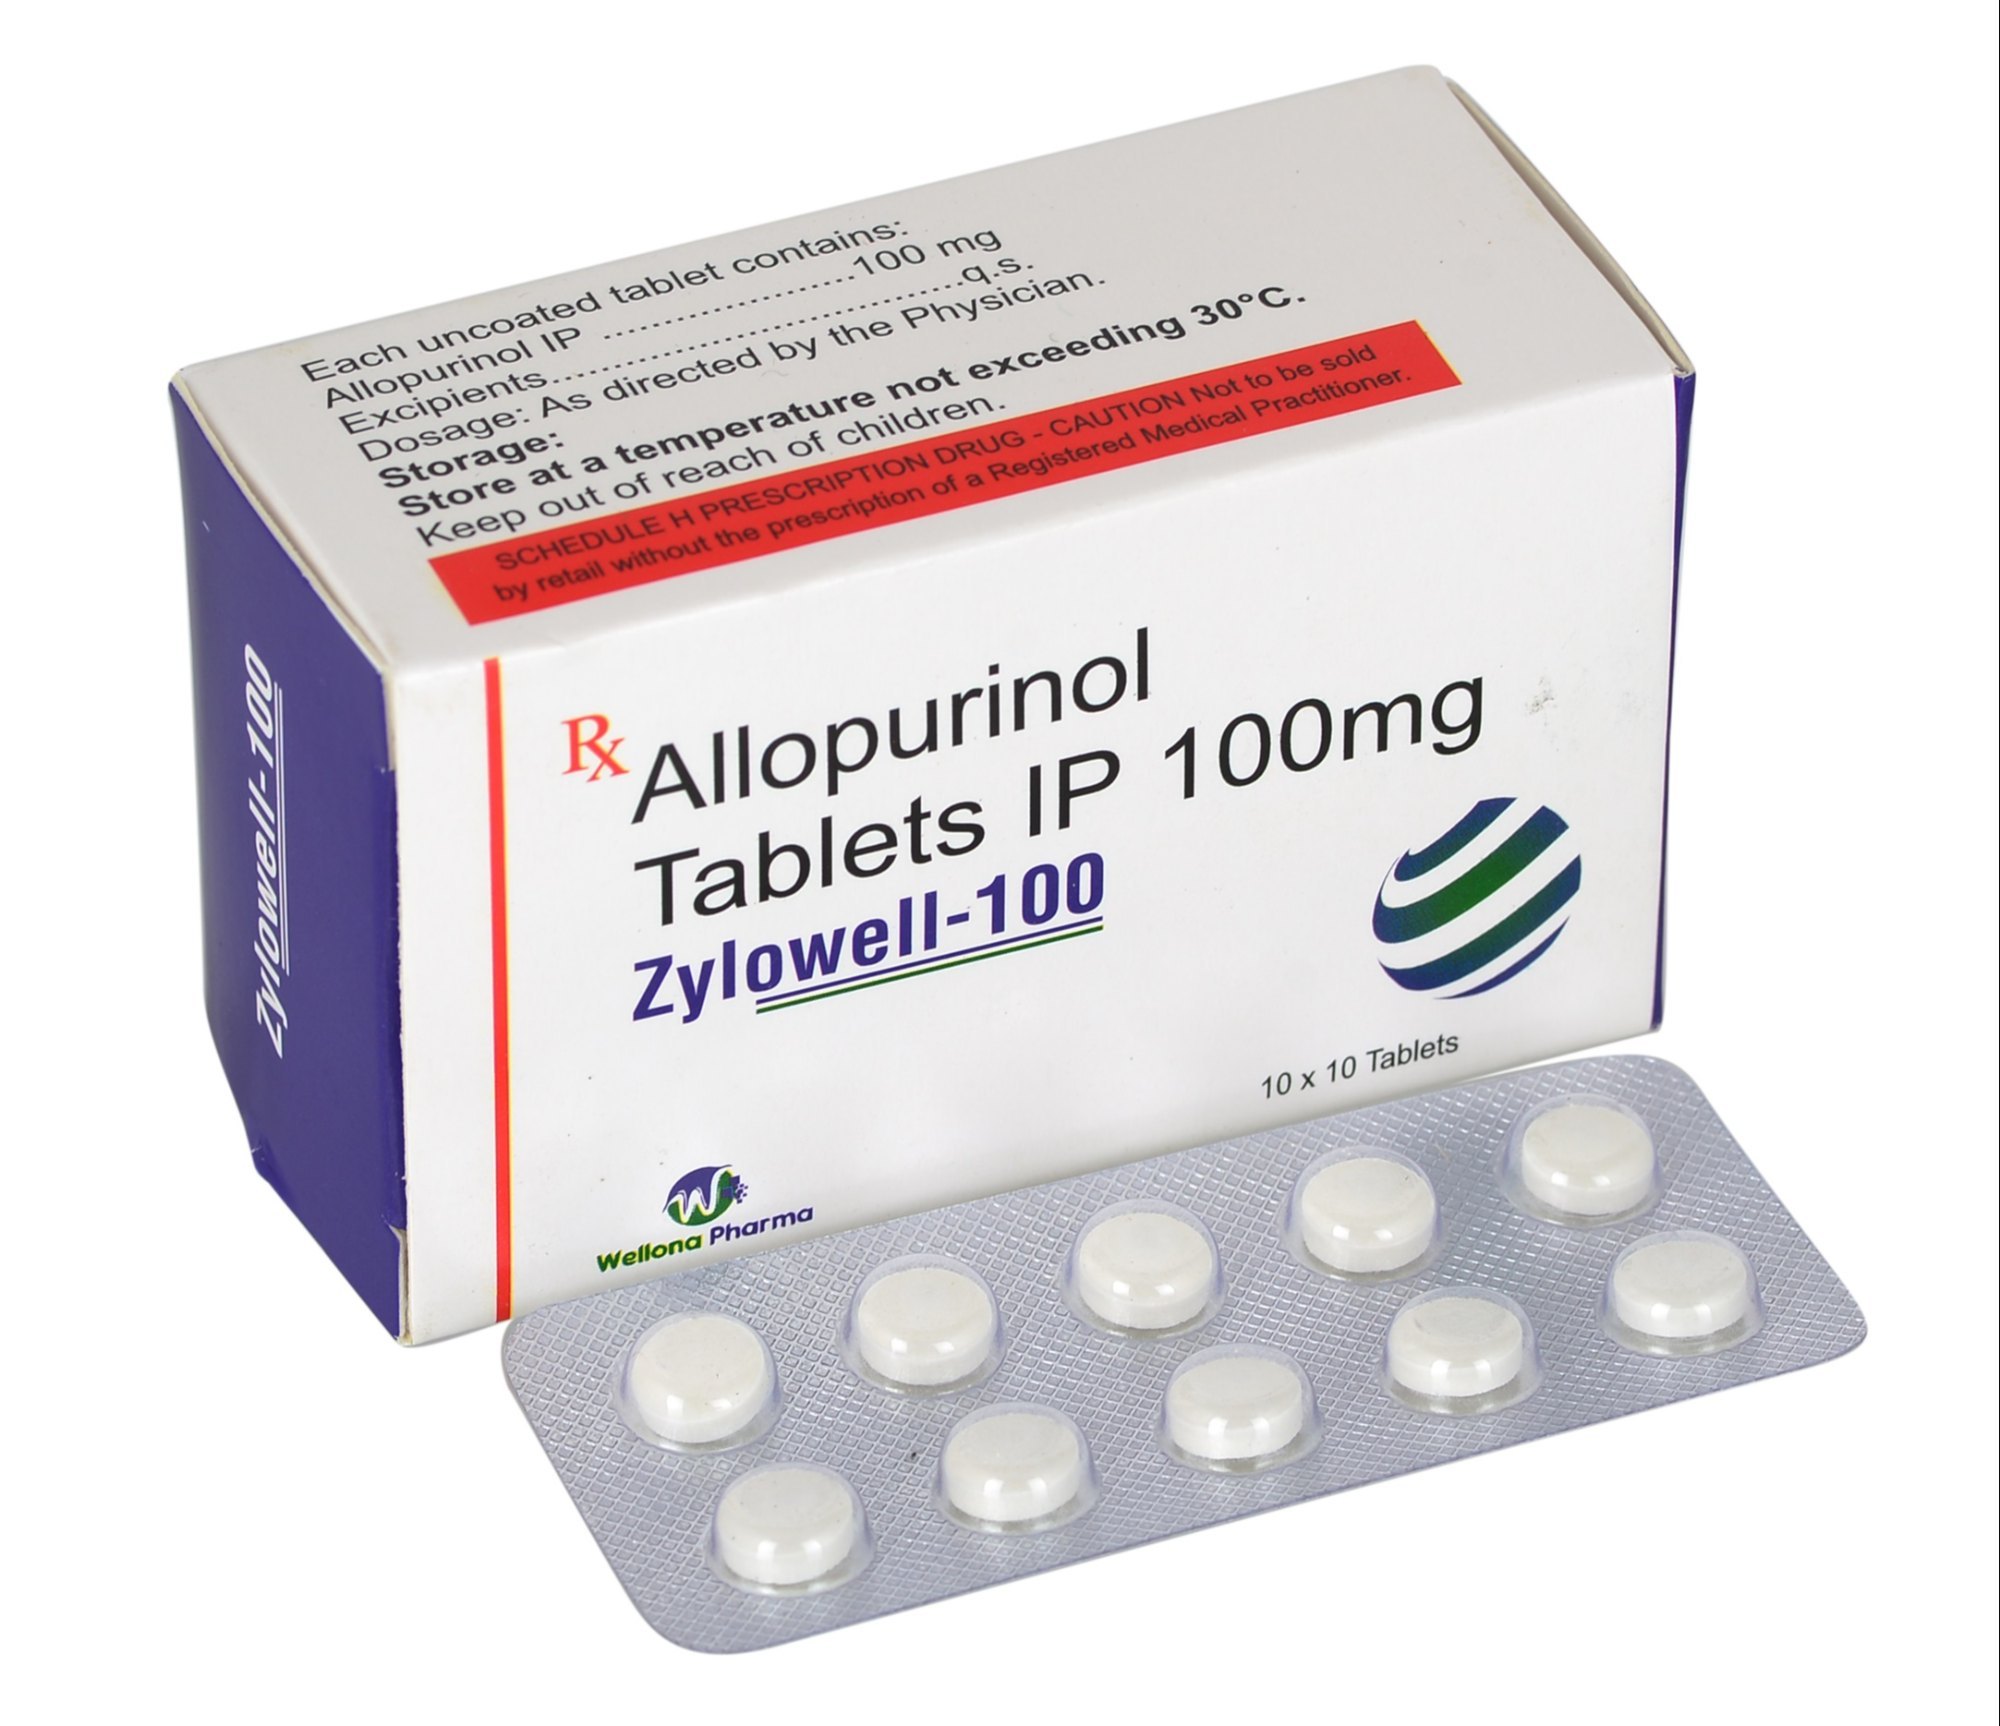 Each uncoated tablet contains:
Allopurinol IP ........................100 mg
Excipients.......................................q.s.
Dosage: As directed by the Physician.
Storage:
Store at a temperature not exceeding 30°C.
Keep out of reach of children.
SCHEDULE H PRESCRIPTION DRUG - CAUTION Not to be sold
by retail without the prescription of a Registered Medical Practitioner.
Zylowell-100
Rx Allopurinol
Tablets IP 100mg
Zylowell-100
10 x 10 Tablets
W
Wellona Pharma